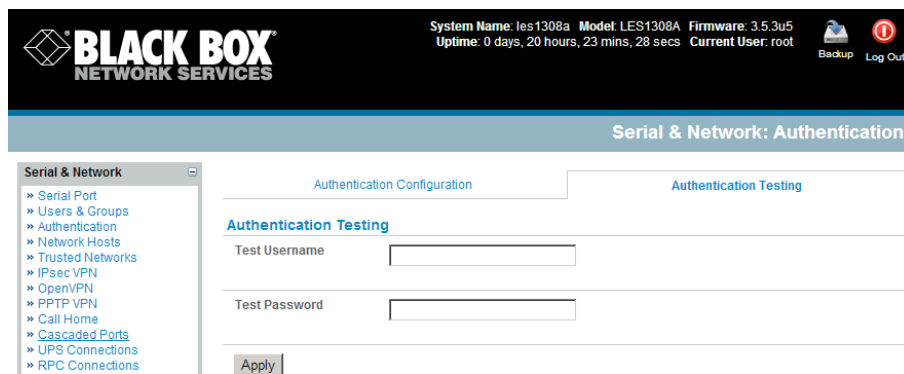 BLACK BOX
NETWORK SERVICES
System Name: les1308a Model: LES1308A Firmware: 3.5.3u5
Uptime: 0 days, 20 hours, 23 mins, 28 secs Current User: root
Backup
Log Out
Serial & Network: Authentication
Serial & Network
» Serial Port
» Users & Groups
» Authentication
» Network Hosts
» Trusted Networks
» IPsec VPN
» OpenVPN
» PPTP VPN
» Call Home
» Cascaded Ports
» UPS Connections
» RPC Connections
Authentication Configuration
Authentication Testing
Authentication Testing
Test Username
Test Password
Apply